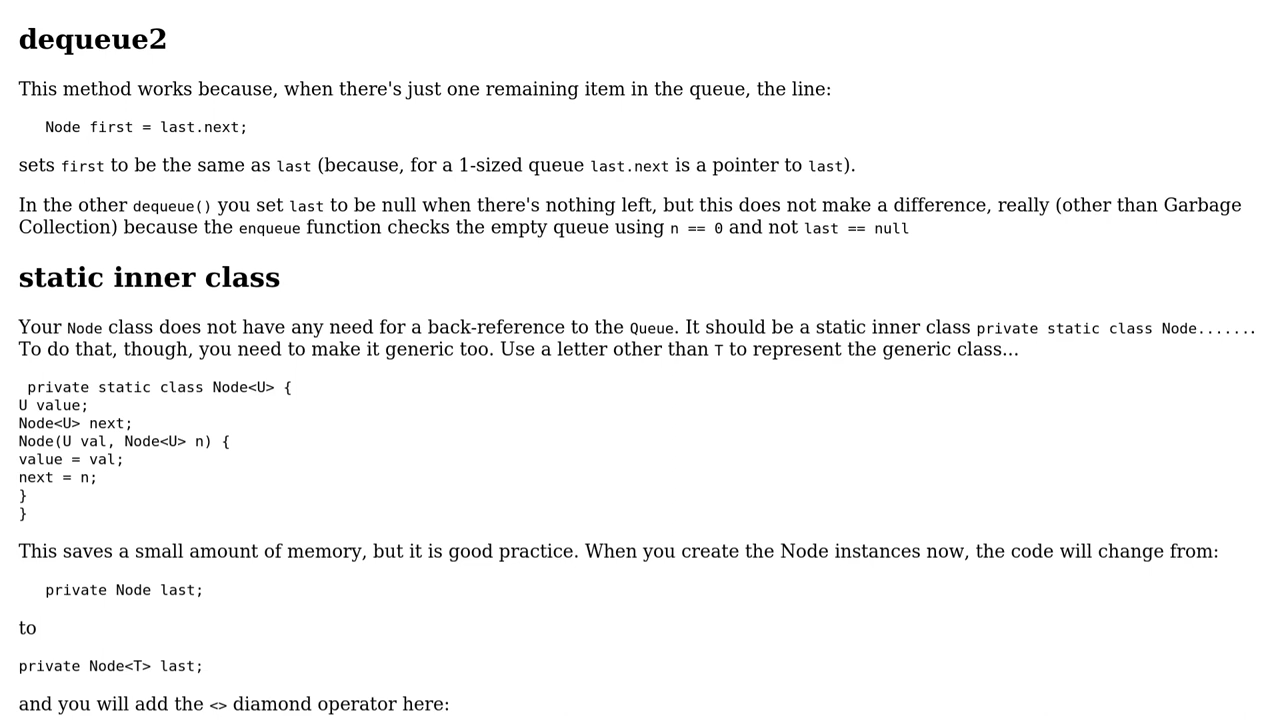 dequeue2
This method works because, when there's just one remaining item in the queue, the line:
Node first = last.next;
sets first to be the same as last (because, for a 1-sized queue last.next is a pointer to last).
In the other dequeue() you set last to be null when there's nothing left, but this does not make a difference, really (other than Garbage
Collection) because the enqueue function checks the empty queue using n == 0 and not last == null
static inner class
Your Node class does not have any need for a back-reference to the Queue. It should be a static inner class private static class Node.......
To do that, though, you need to make it generic too. Use a letter other than T to represent the generic class...
private static class Node<U> {
U value;
Node<U> next;
Node(U val, Node<U> n) {
value = val;
next = n;
}
}
This saves a small amount of memory, but it is good practice. When you create the Node instances now, the code will change from:
private Node last;
to
private Node<T> last;
and you will add the <> diamond operator here: